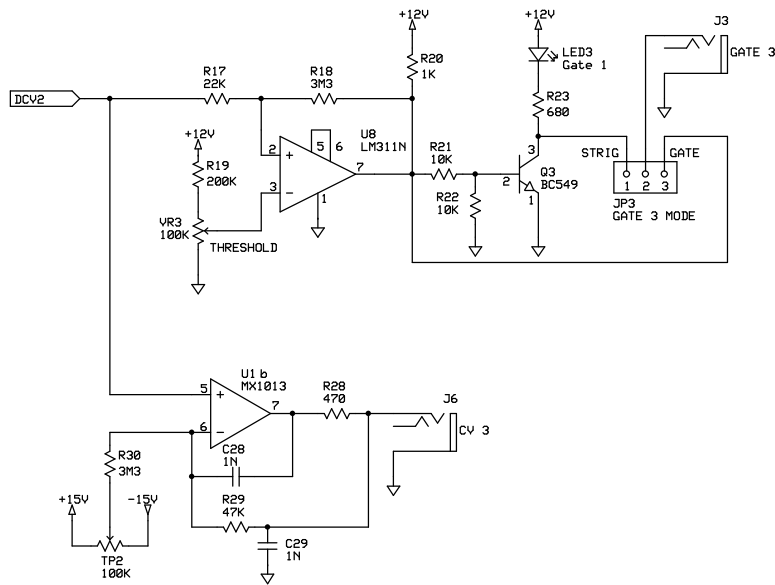 +12V
+12V
J3
GATE 3
R20
1K
LED3
Gate 1
DCV2
R17
22K
R18
3M3
R23
680
+12V
U8
LM311N
5
6
2
+
3
-
7
1
R19
200K
VR3
100K
THRESHOLD
R21
10K
R22
10K
3
2
1
Q3
BC549
STRIG
GATE
1
2
3
JP3
GATE 3 MODE
U1b
MX1013
5
+
6
-
7
R28
470
J6
CV 3
C28
1N
R30
3M3
+15V
-15V
R29
47K
TP2
100K
C29
1N